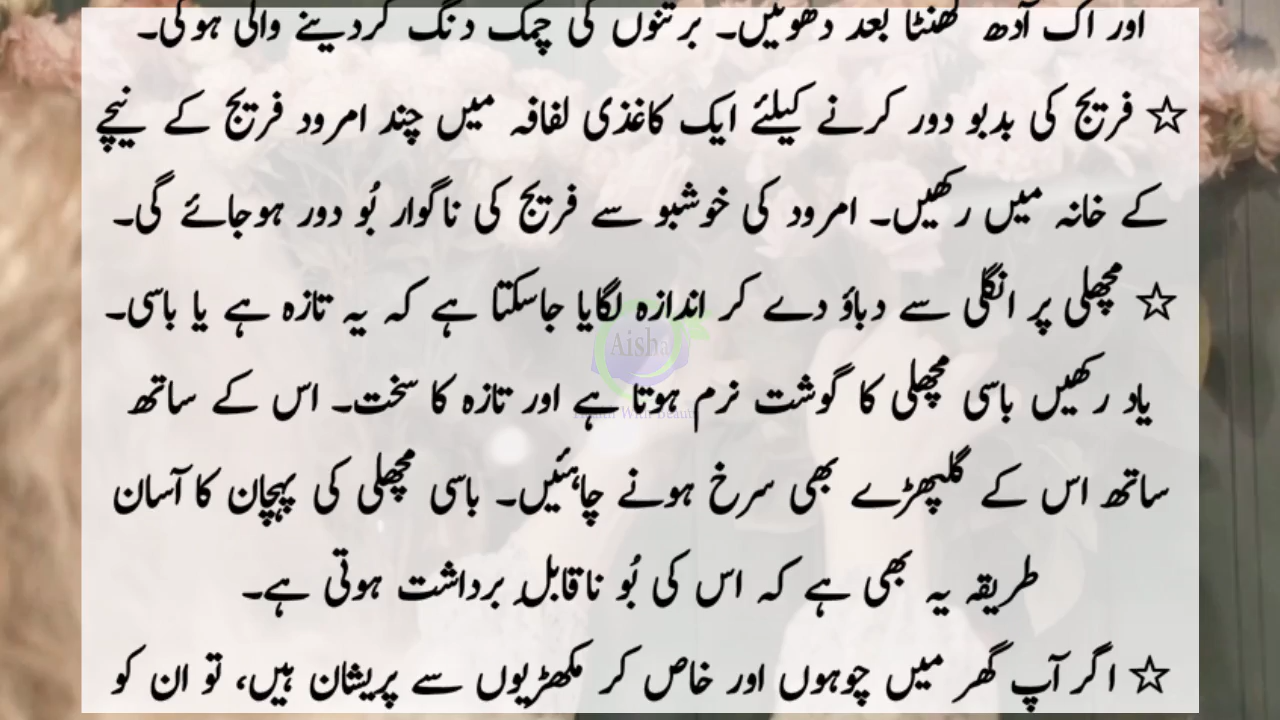 اور اک آدھ گھنٹا بعد دھوئیں۔ برتنوں کی چمک دنگ کردینے والی ہوگی۔
☆ فریج کی بدبو دور کرنے کیلئے ایک کاغذی لفافہ میں چند امرود فریج کے نیچے
کے خانہ میں رکھیں۔ امرود کی خوشبو سے فریج کی ناگوار بُو دور ہوجائے گی۔
☆ مچھلی پر انگلی سے دباؤ دے کر اندازہ لگایا جاسکتا ہے کہ یہ تازہ ہے یا باسی۔
Aisha
یاد رکھیں باسی مچھلی کا گوشت نرم ہوتا ہے اور تازہ کا سخت۔ اس کے ساتھ
With Beauty
ساتھ اس کے گلپھڑے بھی سرخ ہونے چاہئیں۔ باسی مچھلی کی پہچان کا آسان
طریقہ یہ بھی ہے کہ اس کی بُو ناقابلِ برداشت ہوتی ہے۔
☆ اگر آپ گھر میں چوہوں اور خاص کر مکھڑیوں سے پریشان ہیں، تو ان کو